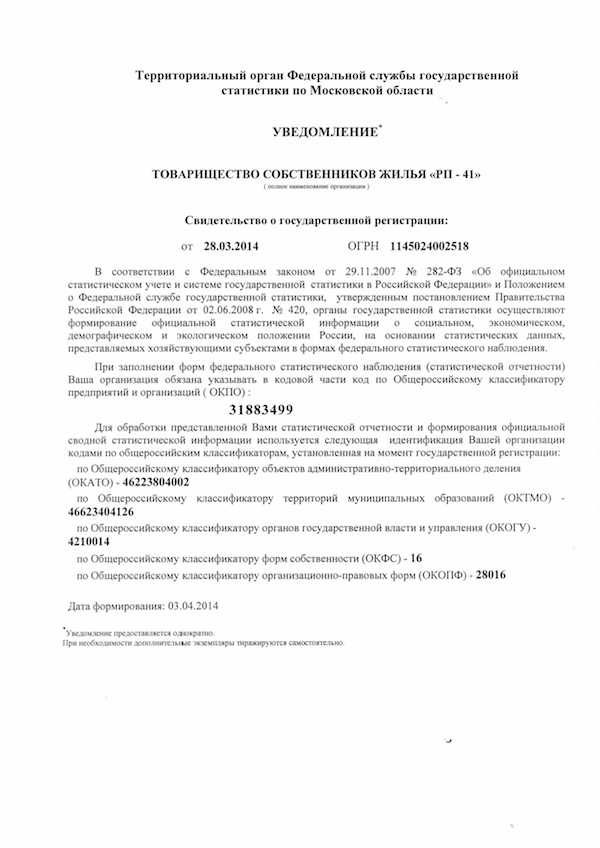 Территориальный орган Федеральной службы государственной
статистики по Московской области
УВЕДОМЛЕНИЕ*
ТОВАРИЩЕСТВО СОБСТВЕННИКОВ ЖИЛЬЯ «РП - 41»
( полное наименование организации )
Свидетельство о государственной регистрации:
от 28.03.2014 ОГРН 1145024002518
В соответствии с Федеральным законом от 29.11.2007 № 282-ФЗ «Об официальном
статистическом учете и системе государственной статистики в Российской Федерации» и Положением
о Федеральной службе государственной статистики, утвержденным постановлением Правительства
Российской Федерации от 02.06.2008 г. № 420, органы государственной статистики осуществляют
формирование официальной статистической информации о социальном, экономическом,
демографическом и экологическом положении России, на основании статистических данных,
представляемых хозяйствующими субъектами в формах федерального статистического наблюдения.
При заполнении форм федерального статистического наблюдения (статистической отчетности)
Ваша организация обязана указывать в кодовой части код по Общероссийскому классификатору
предприятий и организаций ( ОКПО) :
31883499
Для обработки представленной Вами статистической отчетности и формирования официальной
сводной статистической информации используется следующая идентификация Вашей организации
кодами по общероссийским классификаторам, установленная на момент государственной регистрации:
по Общероссийскому классификатору объектов административно-территориального деления
(ОКАТО) - 46223804002
по Общероссийскому классификатору территорий муниципальных образований (ОКТМО) -
46623404126
по Общероссийскому классификатору органов государственной власти и управления (ОКОГУ) -
4210014
по Общероссийскому классификатору форм собственности (ОКФС) - 16
по Общероссийскому классификатору организационно-правовых форм (ОКОПФ) - 28016
Дата формирования: 03.04.2014
*Уведомление предоставляется однократно.
При необходимости дополнительные экземпляры тиражируются самостоятельно.